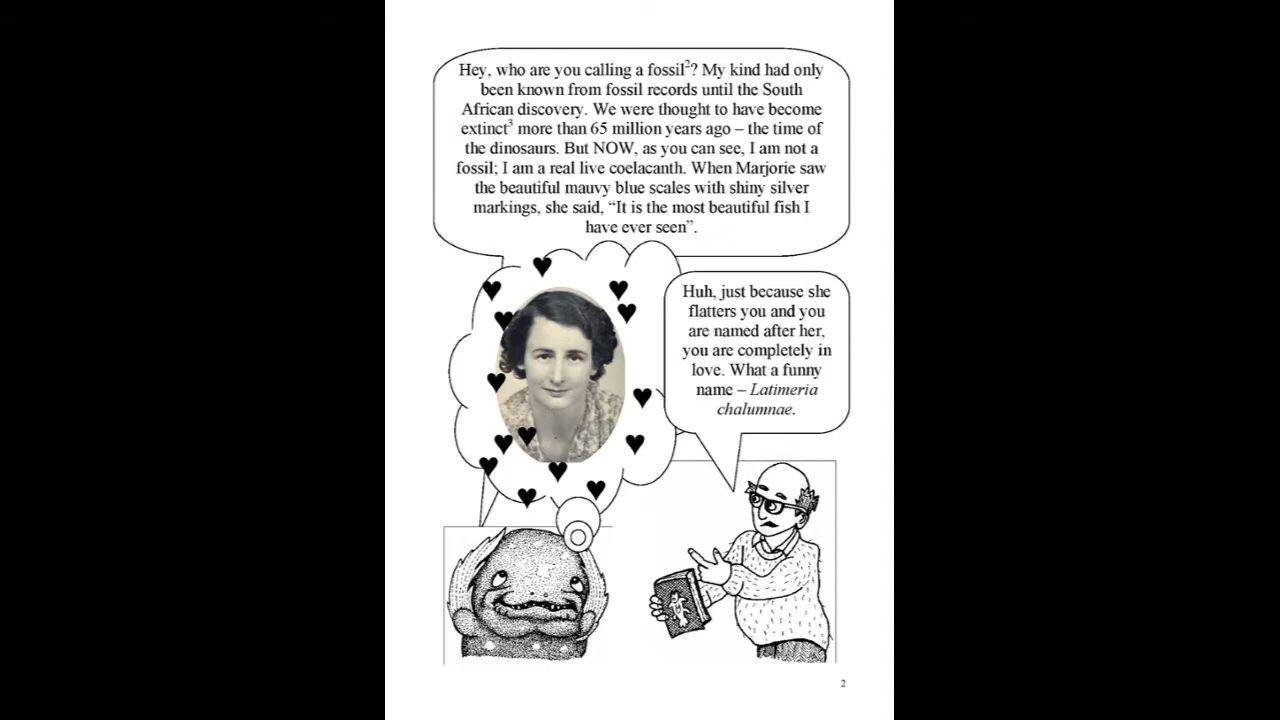 Hey, who are you calling a fossil²? My kind had only
been known from fossil records until the South
African discovery. We were thought to have become
extinct³ more than 65 million years ago – the time of
the dinosaurs. But NOW, as you can see, I am not a
fossil; I am a real live coelacanth. When Marjorie saw
the beautiful mauvy blue scales with shiny silver
markings, she said, “It is the most beautiful fish I
have ever seen”.
Huh, just because she
flatters you and you
are named after her,
you are completely in
love. What a funny
name – Latimeria
chalumnae.
2